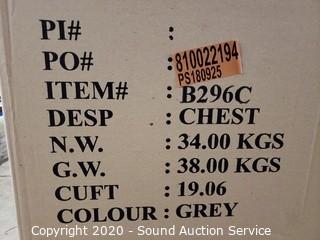 PI# :
PO# : 810022194
PS180925
ITEM# : B296C
DESP : CHEST
N.W. : 34.00 KGS
G.W. : 38.00 KGS
CUFT : 19.06
COLOUR : GREY
Copyright 2020 - Sound Auction Service